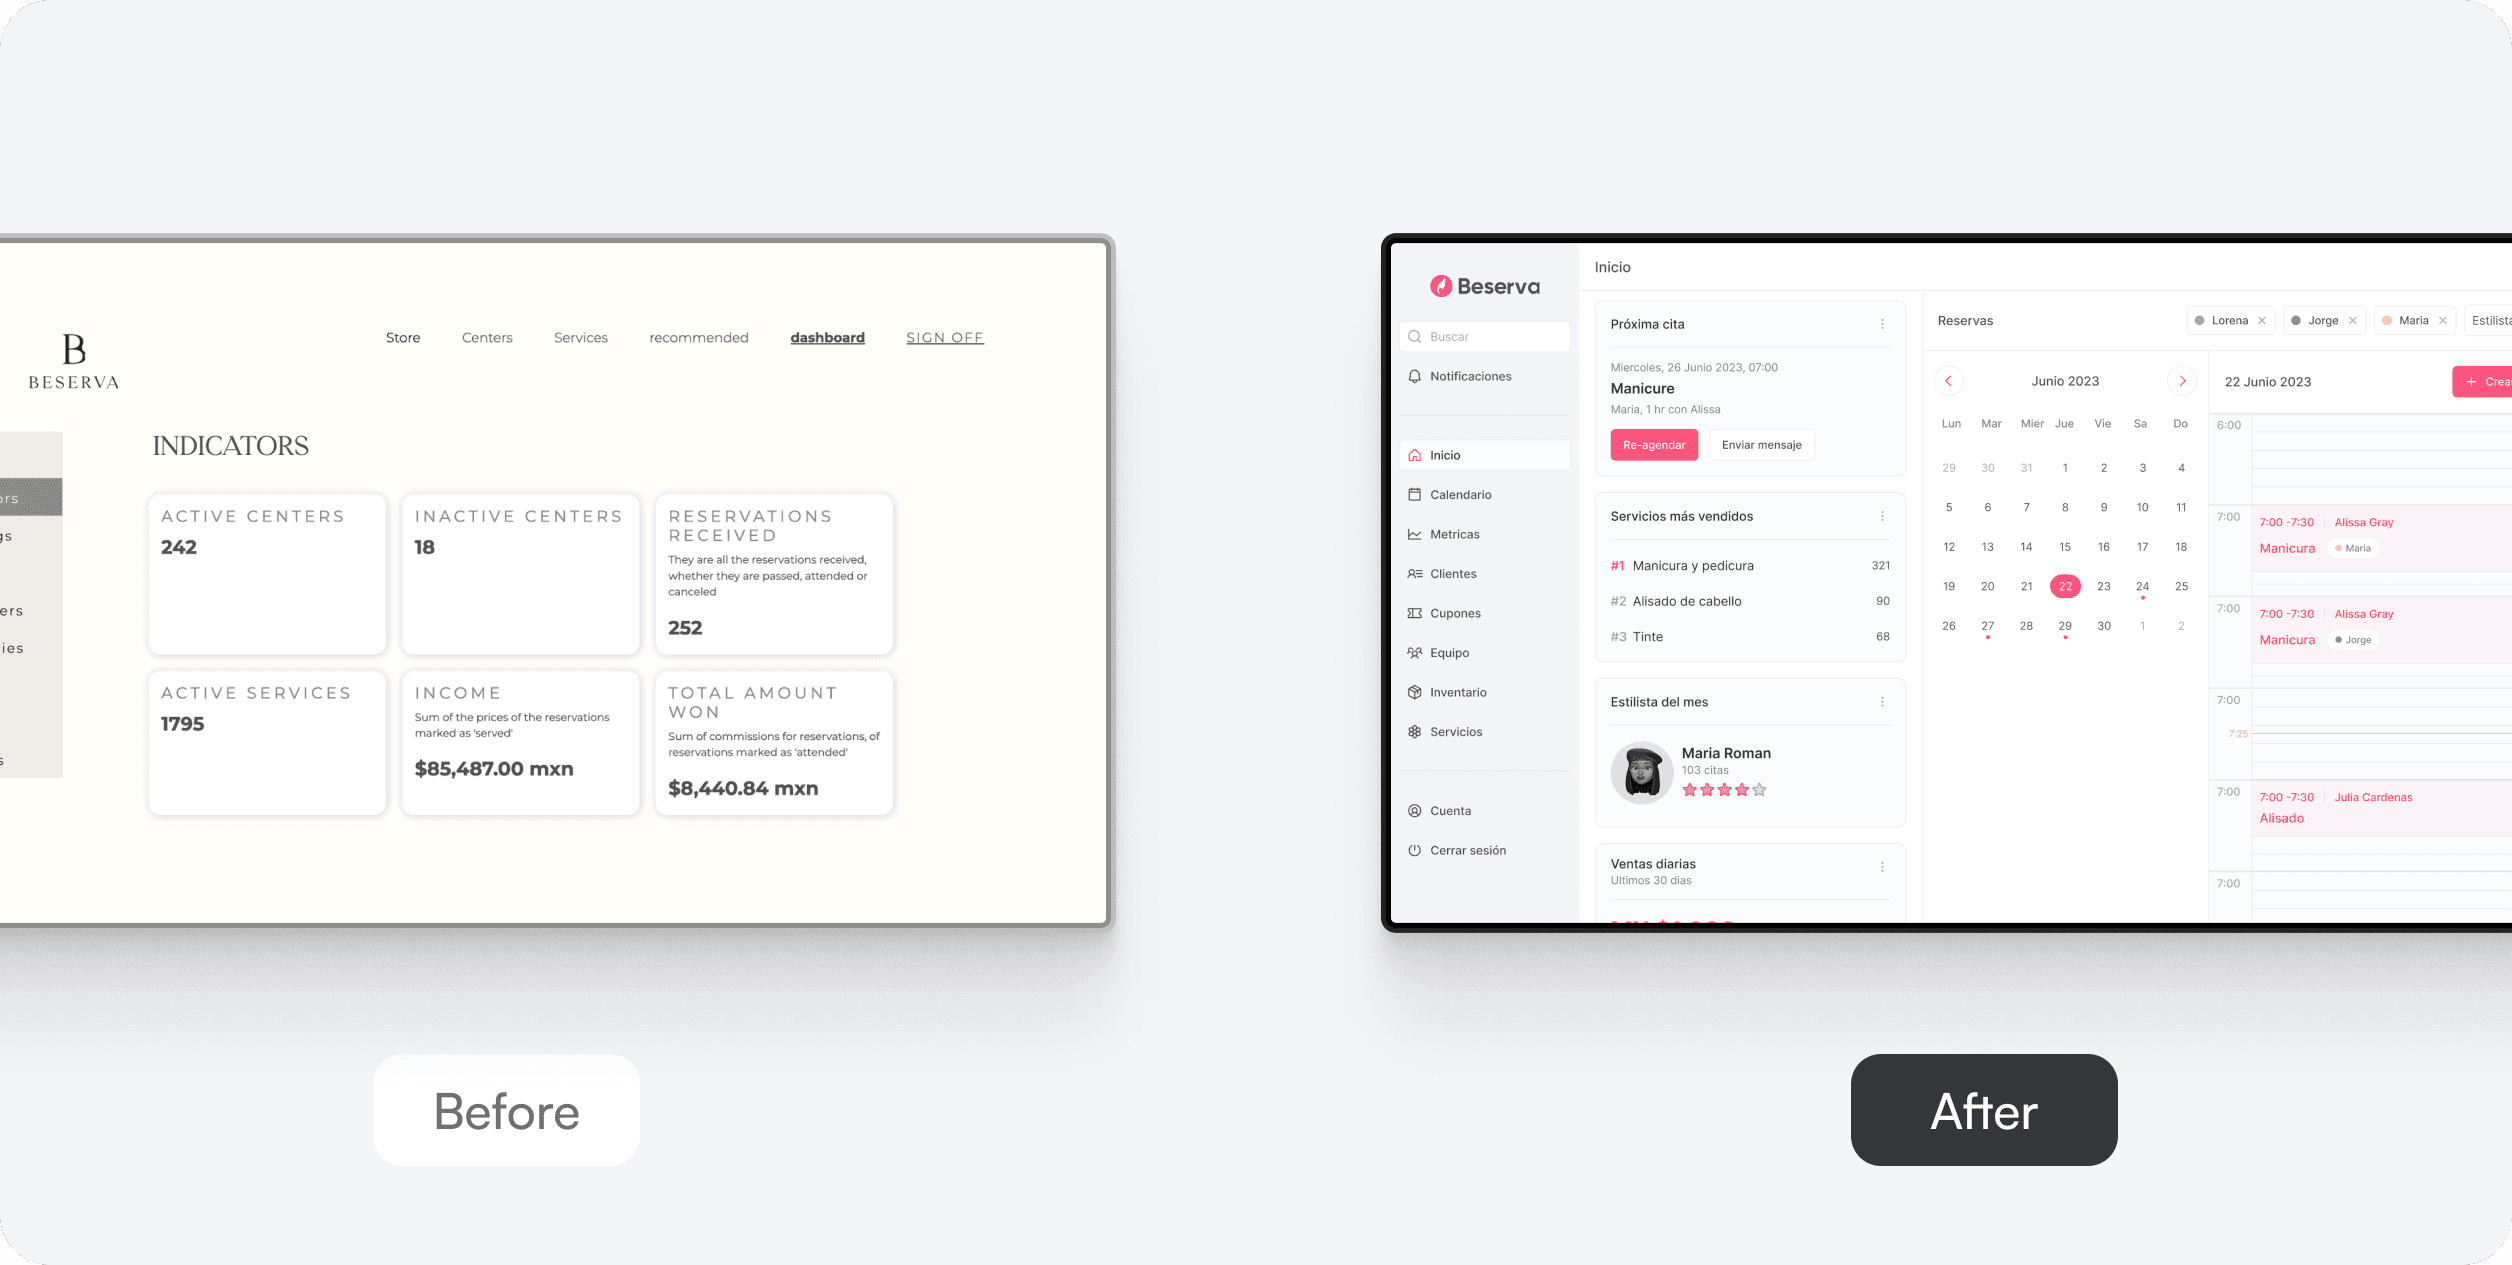 B
BESERVA
Store
Centers
Services
recommended
dashboard
SIGN OFF
ors
gs
ers
ries
s
INDICATORS
ACTIVE CENTERS
242
INACTIVE CENTERS
18
RESERVATIONS
RECEIVED
They are all the reservations received,
whether they are passed, attended or
canceled
252
ACTIVE SERVICES
1795
INCOME
Sum of the prices of the reservations
marked as 'served'
$85,487.00 mxn
TOTAL AMOUNT
WON
Sum of commissions for reservations, of
reservations marked as 'attended'
$8,440.84 mxn
Before
Beserva
Buscar
Notificaciones
Inicio
Calendario
Metricas
Clientes
Cupones
Equipo
Inventario
Servicios
Cuenta
Cerrar sesión
Inicio
Próxima cita
Miercoles, 26 Junio 2023, 07:00
Manicure
Maria, 1 hr con Alissa
Re-agendar
Enviar mensaje
Servicios más vendidos
#1 Manicura y pedicura 321
#2 Alisado de cabello 90
#3 Tinte 68
Estilista del mes
Maria Roman
103 citas
Ventas diarias
Ultimos 30 dias
Reservas
Lorena
Jorge
Maria
Estilista
Junio 2023
Lun Mar Mier Jue Vie Sa Do
29 30 31 1 2 3 4
5 6 7 8 9 10 11
12 13 14 15 16 17 18
19 20 21 22 23 24 25
26 27 28 29 30 1 2
22 Junio 2023
+ Crear
6:00
7:00
7:00 -7:30 Alissa Gray
Manicura Maria
7:00
7:00 -7:30 Alissa Gray
Manicura Jorge
7:00
7:25
7:00
7:00 -7:30 Julia Cardenas
Alisado
7:00
After